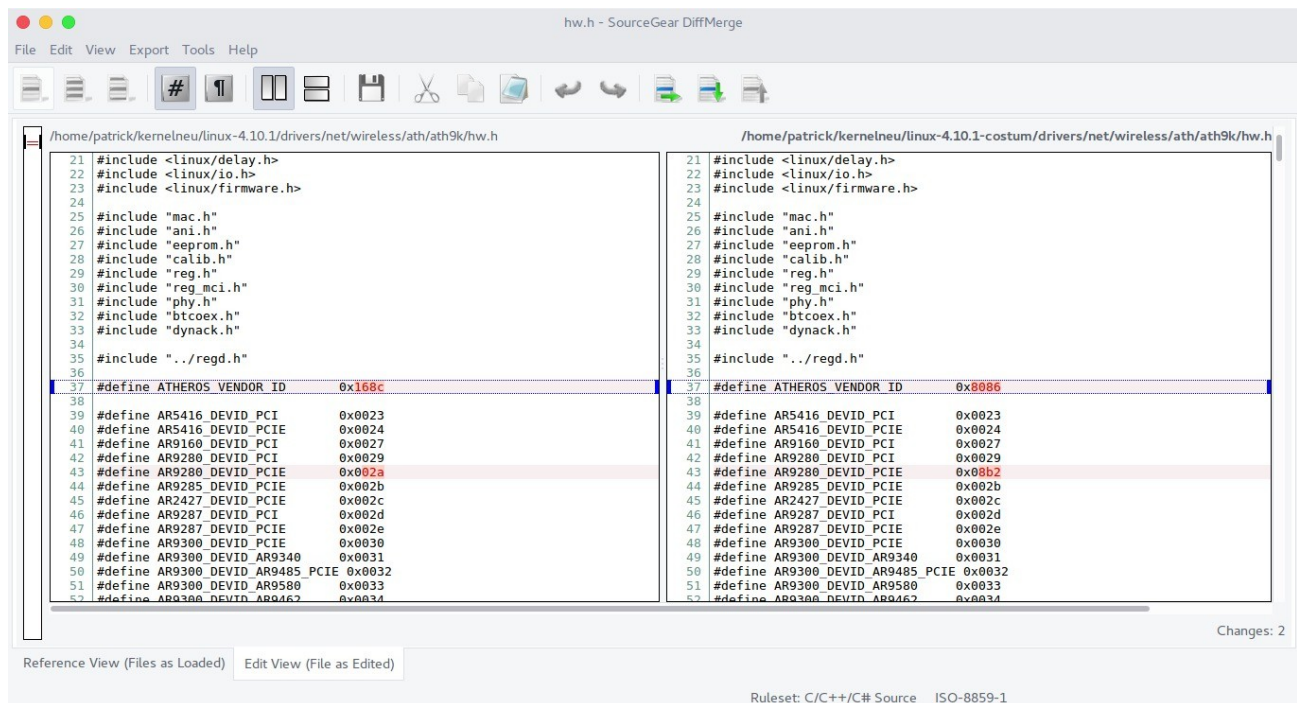 hw.h - SourceGear DiffMerge
File Edit View Export Tools Help
# ¶
/home/patrick/kernelneu/linux-4.10.1/drivers/net/wireless/ath/ath9k/hw.h
21 #include <linux/delay.h>
22 #include <linux/io.h>
23 #include <linux/firmware.h>
24
25 #include "mac.h"
26 #include "ani.h"
27 #include "eeprom.h"
28 #include "calib.h"
29 #include "reg.h"
30 #include "reg_mci.h"
31 #include "phy.h"
32 #include "btcoex.h"
33 #include "dynack.h"
34
35 #include "../regd.h"
36
37 #define ATHEROS_VENDOR_ID 0x168c
38
39 #define AR5416_DEVID_PCI 0x0023
40 #define AR5416_DEVID_PCIE 0x0024
41 #define AR9160_DEVID_PCI 0x0027
42 #define AR9280_DEVID_PCI 0x0029
43 #define AR9280_DEVID_PCIE 0x002a
44 #define AR9285_DEVID_PCIE 0x002b
45 #define AR2427_DEVID_PCIE 0x002c
46 #define AR9287_DEVID_PCI 0x002d
47 #define AR9287_DEVID_PCIE 0x002e
48 #define AR9300_DEVID_PCIE 0x0030
49 #define AR9300_DEVID_AR9340 0x0031
50 #define AR9300_DEVID_AR9485_PCIE 0x0032
51 #define AR9300_DEVID_AR9580 0x0033
52 #define AR9300_DEVID_AR9462 0x0034
/home/patrick/kernelneu/linux-4.10.1-costum/drivers/net/wireless/ath/ath9k/hw.h
21 #include <linux/delay.h>
22 #include <linux/io.h>
23 #include <linux/firmware.h>
24
25 #include "mac.h"
26 #include "ani.h"
27 #include "eeprom.h"
28 #include "calib.h"
29 #include "reg.h"
30 #include "reg_mci.h"
31 #include "phy.h"
32 #include "btcoex.h"
33 #include "dynack.h"
34
35 #include "../regd.h"
36
37 #define ATHEROS_VENDOR_ID 0x8086
38
39 #define AR5416_DEVID_PCI 0x0023
40 #define AR5416_DEVID_PCIE 0x0024
41 #define AR9160_DEVID_PCI 0x0027
42 #define AR9280_DEVID_PCI 0x0029
43 #define AR9280_DEVID_PCIE 0x08b2
44 #define AR9285_DEVID_PCIE 0x002b
45 #define AR2427_DEVID_PCIE 0x002c
46 #define AR9287_DEVID_PCI 0x002d
47 #define AR9287_DEVID_PCIE 0x002e
48 #define AR9300_DEVID_PCIE 0x0030
49 #define AR9300_DEVID_AR9340 0x0031
50 #define AR9300_DEVID_AR9485_PCIE 0x0032
51 #define AR9300_DEVID_AR9580 0x0033
52 #define AR9300_DEVID_AR9462 0x0034
Changes: 2
Reference View (Files as Loaded) Edit View (File as Edited)
Ruleset: C/C++/C# Source ISO-8859-1